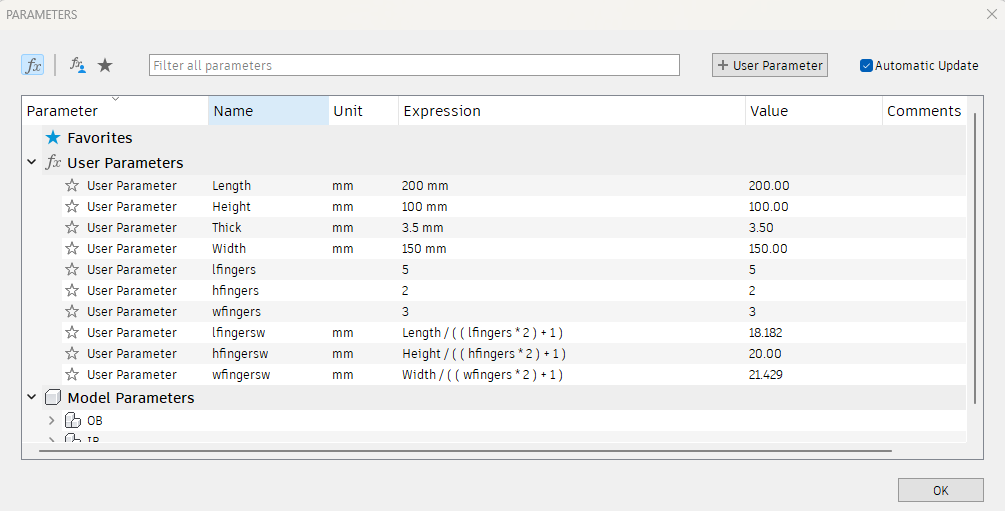 PARAMETERS
fx fx Filter all parameters + User Parameter Automatic Update
Parameter Name Unit Expression Value Comments
Favorites
fx User Parameters
User Parameter Length mm 200 mm 200.00
User Parameter Height mm 100 mm 100.00
User Parameter Thick mm 3.5 mm 3.50
User Parameter Width mm 150 mm 150.00
User Parameter lfingers 5 5
User Parameter hfingers 2 2
User Parameter wfingers 3 3
User Parameter lfingersw mm Length / ( ( lfingers * 2 ) + 1 ) 18.182
User Parameter hfingersw mm Height / ( ( hfingers * 2 ) + 1 ) 20.00
User Parameter wfingersw mm Width / ( ( wfingers * 2 ) + 1 ) 21.429
Model Parameters
OB
OK